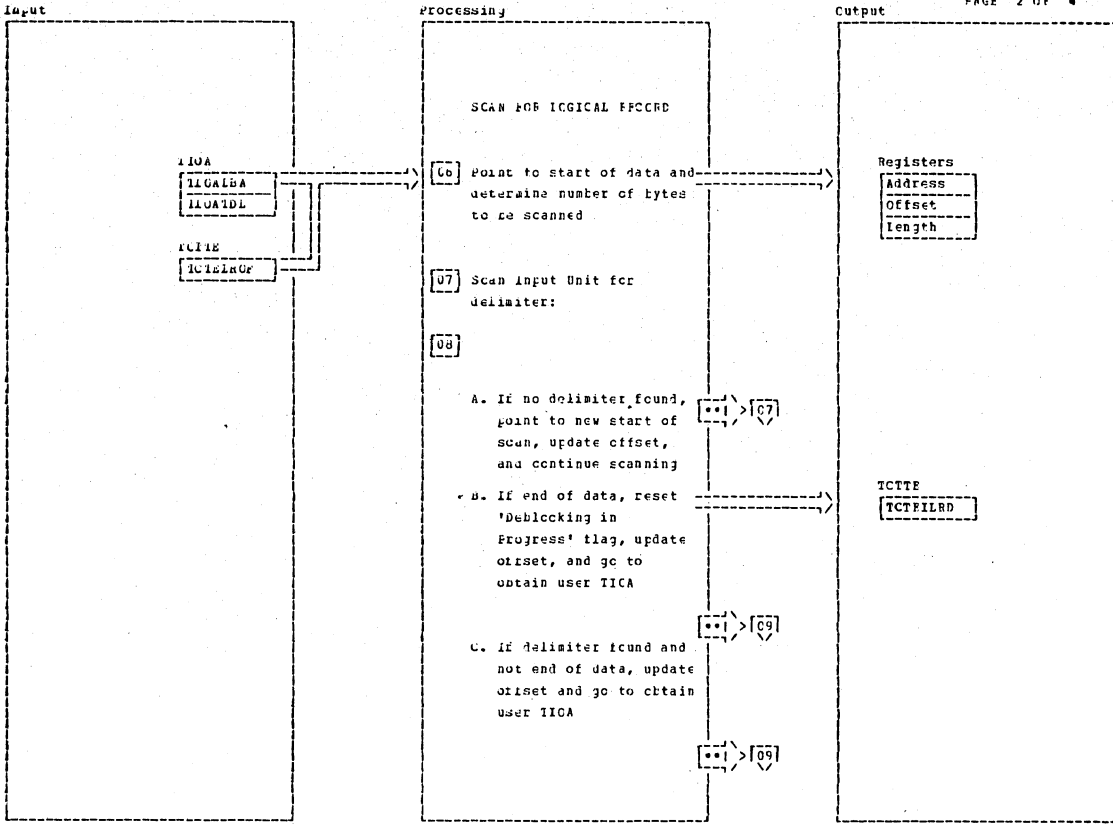 Input
Processing
Output
PAGE 2 OF 4
SCAN FOR LOGICAL RECORD
TIOA
TIOALBA
TIOATDL
TCTTE
TCTEIROF
06 Point to start of data and
determine number of bytes
to be scanned
Registers
Address
Offset
Length
07 Scan Input Unit for
delimiter:
08
A. If no delimiter found,
point to new start of
scan, update offset,
and continue scanning
07
B. If end of data, reset
'Deblocking in
Progress' flag, update
offset, and go to
obtain user TIOA
TCTTE
TCTEILRD
09
C. If delimiter found and
not end of data, update
offset and go to obtain
user TIOA
09